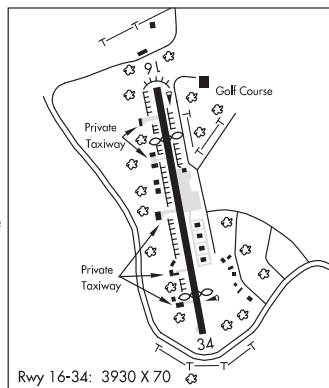 16
Golf Course
Private
Taxiway
Private
Taxiway
34
Rwy 16-34: 3930 X 70